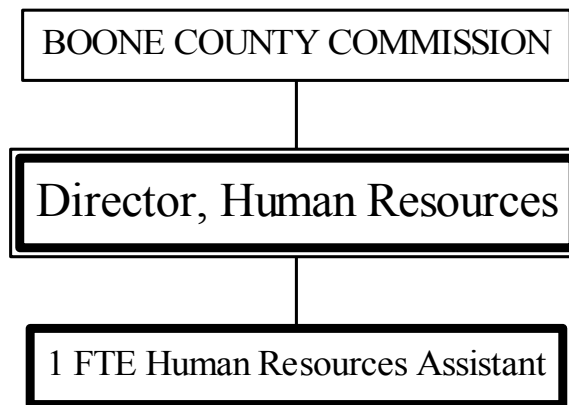 BOONE COUNTY COMMISSION
Director, Human Resources
1 FTE Human Resources Assistant